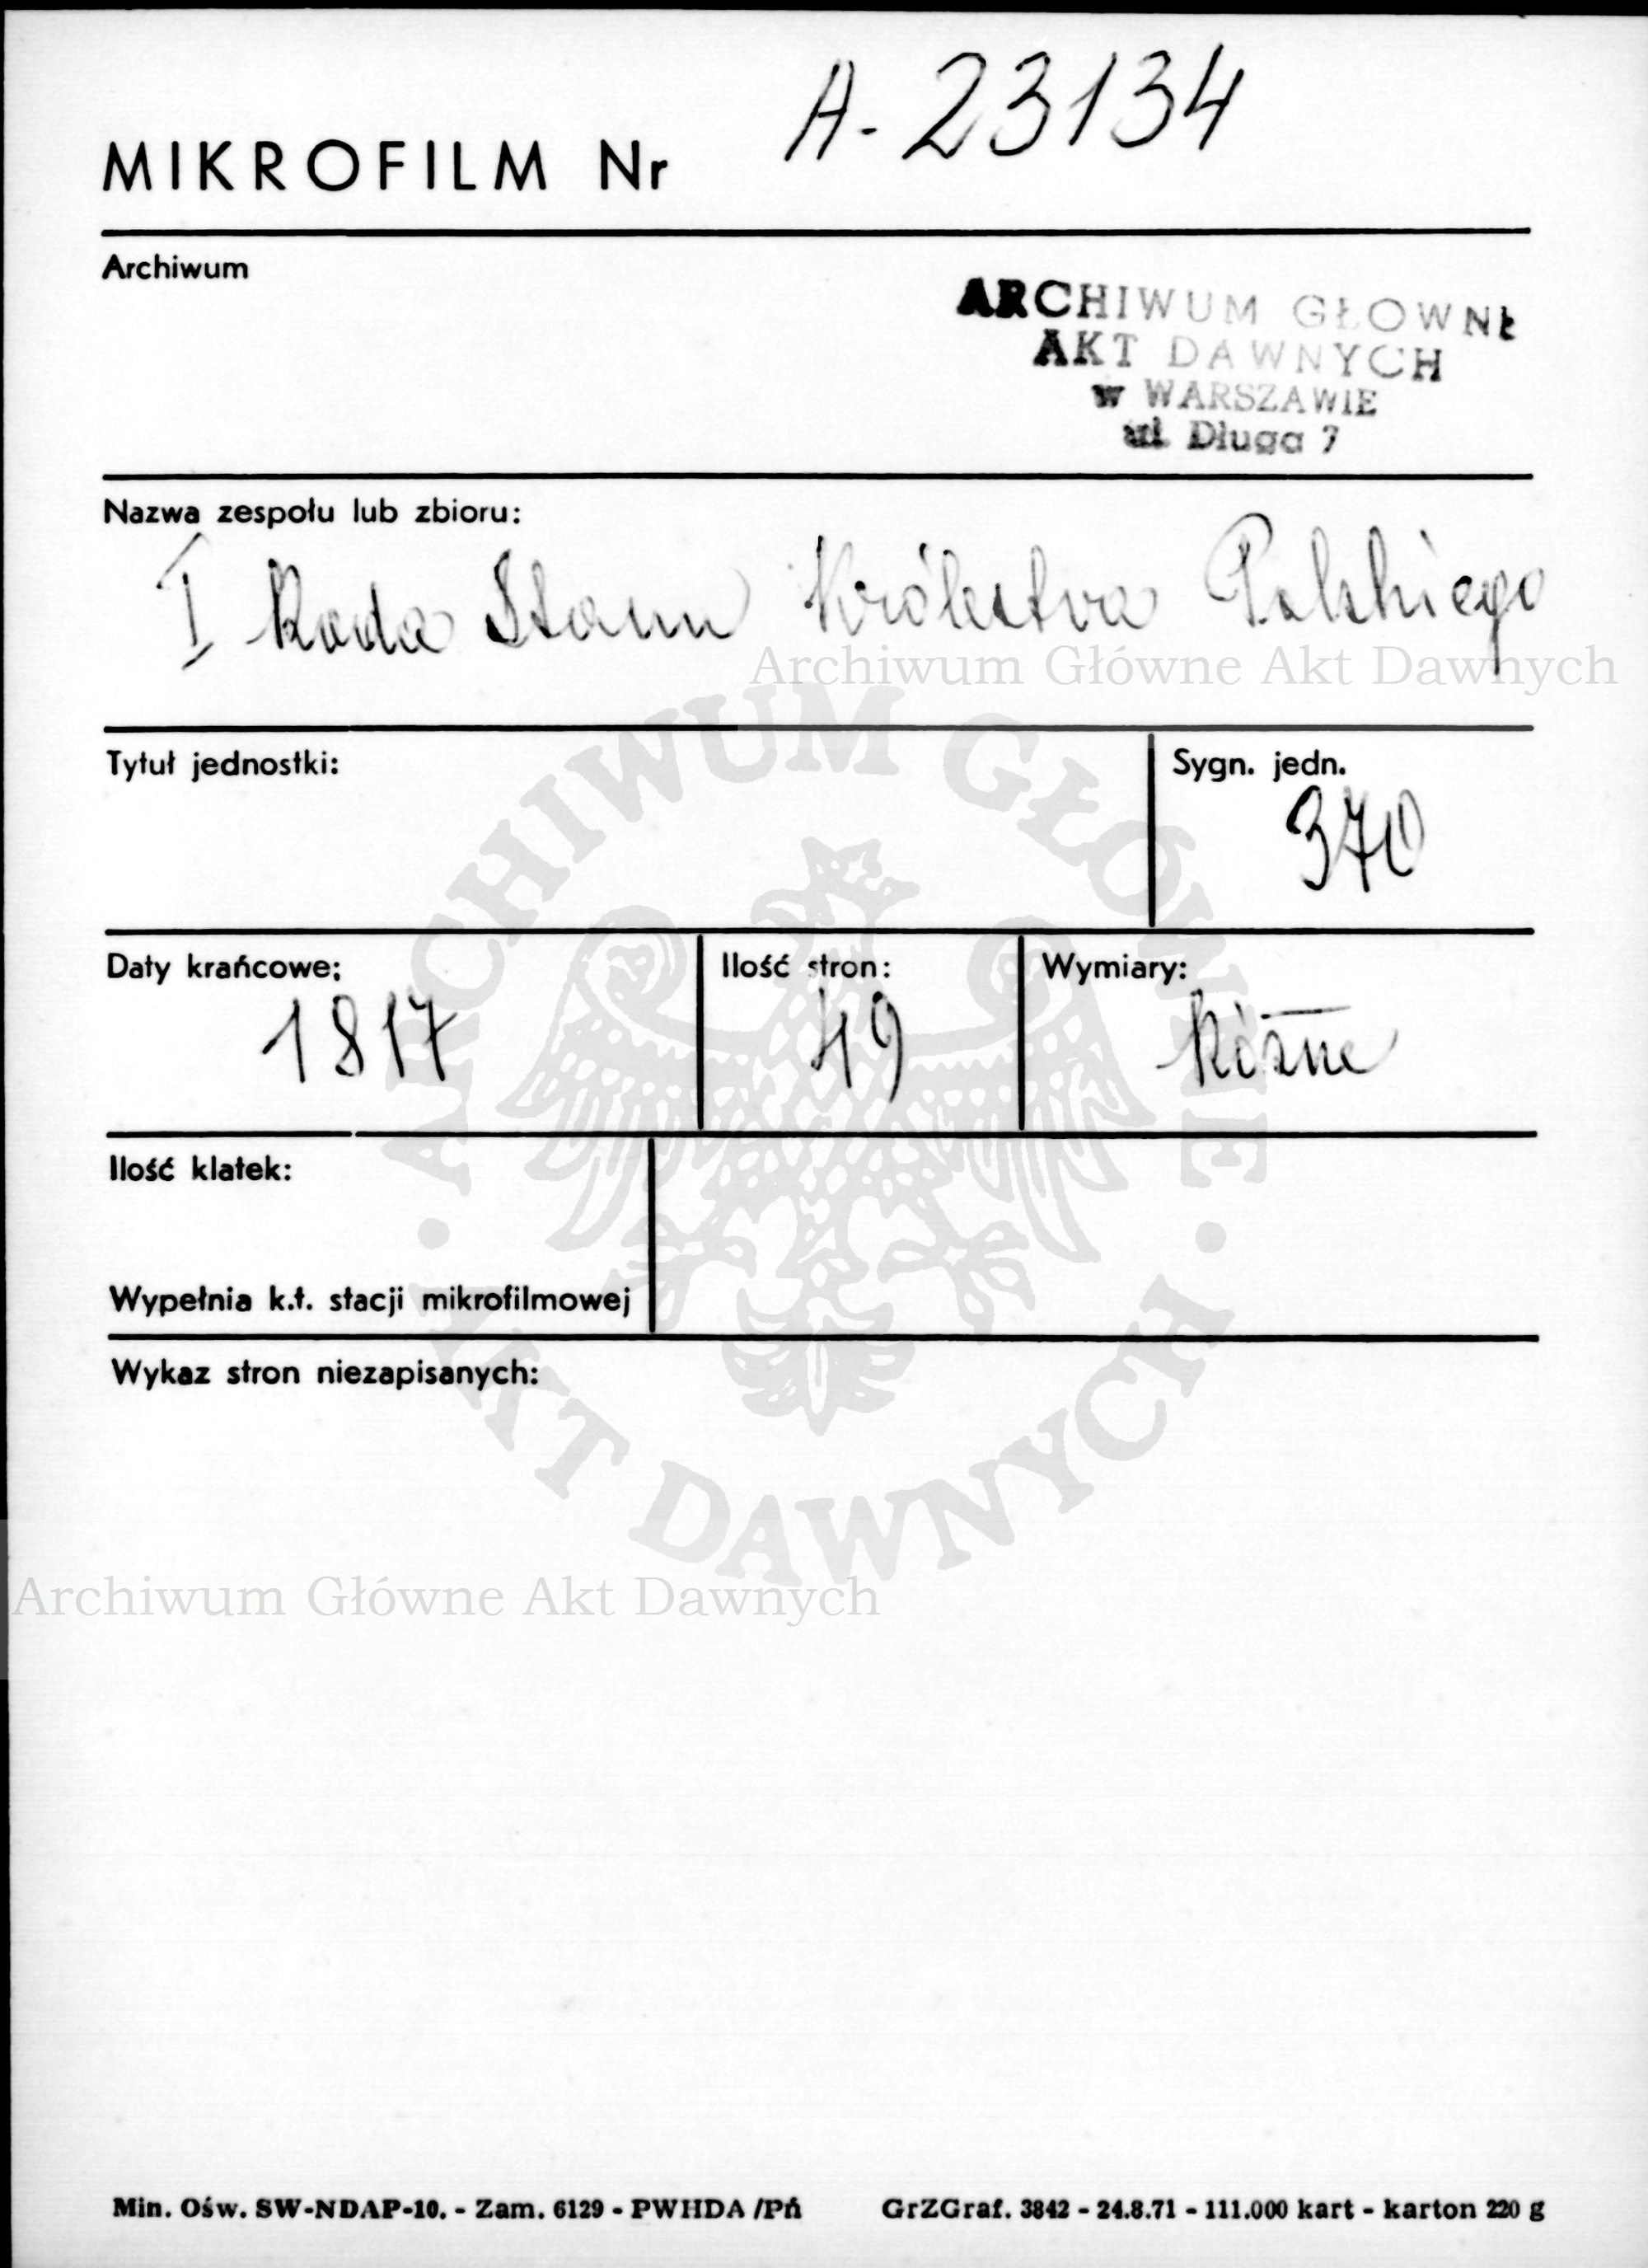 A-23134
MIKROFILM Nr
Archiwum
ARCHIWUM GŁOWNE
AKT DAWNYCH
w WARSZAWIE
ul. Długa 7
Nazwa zespołu lub zbioru:
I Rada Stanu Królestwa Polskiego
Archiwum Główne Akt Dawnych
Tytuł jednostki:
Sygn. jedn.
370
Daty krańcowe:
1817
Ilość stron:
49
Wymiary:
Różne
Ilość klatek:
Wypełnia k.t. stacji mikrofilmowej
Wykaz stron niezapisanych:
ARCHIWUM GŁÓWNE
AKT DAWNYCH
Archiwum Główne Akt Dawnych
Min. Ośw. SW-NDAP-10. - Zam. 6129 - PWHDA /Pń
GrZGraf. 3842 - 24.8.71 - 111.000 kart - karton 220 g